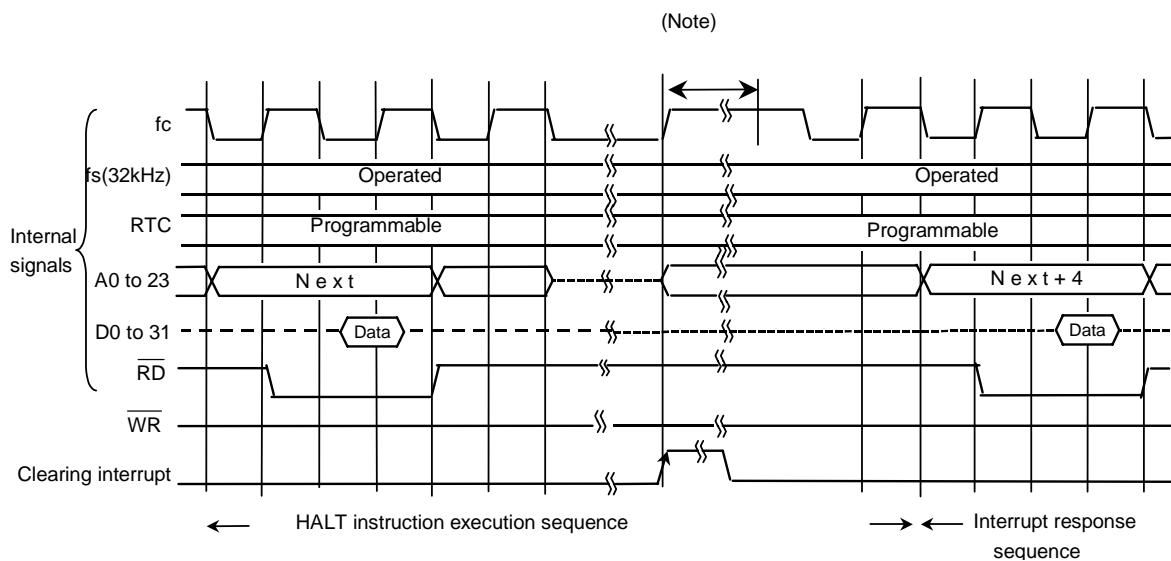 (Note)
fc
fs(32kHz)
Operated
Operated
RTC
Programmable
Programmable
Internal
signals
A0 to 23
N e x t
N e x t + 4
D0 to 31
Data
Data
RD
WR
Clearing interrupt
HALT instruction execution sequence
Interrupt response
sequence